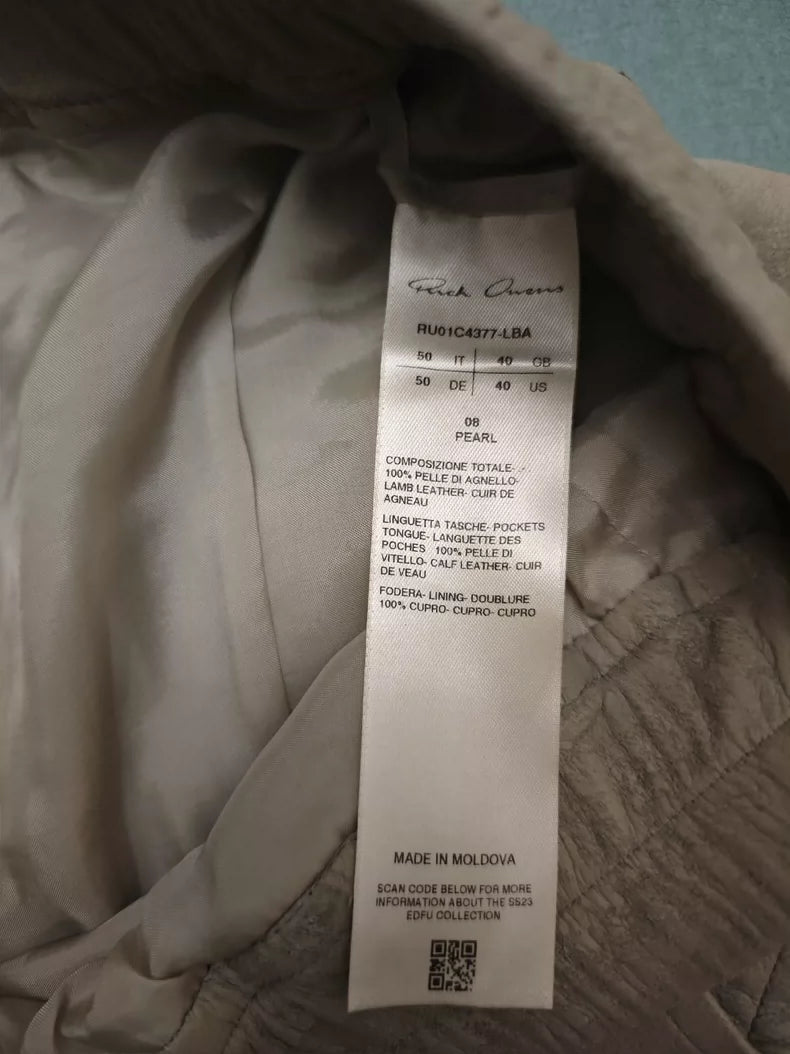 Rick Owens
RU01C4377-LBA
50 IT 40 GB
50 DE 40 US
08
PEARL
COMPOSIZIONE TOTALE-
100% PELLE DI AGNELLO-
LAMB LEATHER- CUIR DE
AGNEAU
LINGUETTA TASCHE- POCKETS
TONGUE- LANGUETTE DES
POCHES 100% PELLE DI
VITELLO- CALF LEATHER- CUIR
DE VEAU
FODERA- LINING- DOUBLURE
100% CUPRO- CUPRO- CUPRO
MADE IN MOLDOVA
SCAN CODE BELOW FOR MORE
INFORMATION ABOUT THE SS23
EDFU COLLECTION